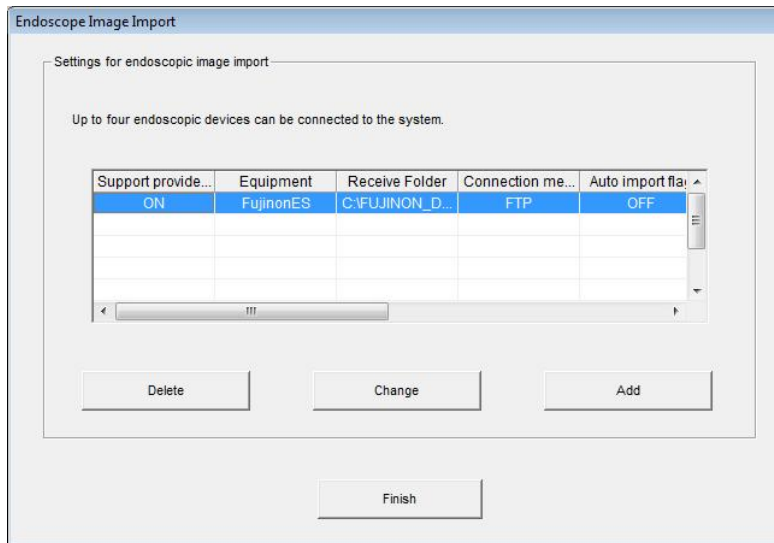 Endoscope Image Import
Settings for endoscopic image import
Up to four endoscopic devices can be connected to the system.
Support provide... Equipment Receive Folder Connection me... Auto import flag
ON FujinonES C:\FUJINON_D... FTP OFF
Delete Change Add
Finish